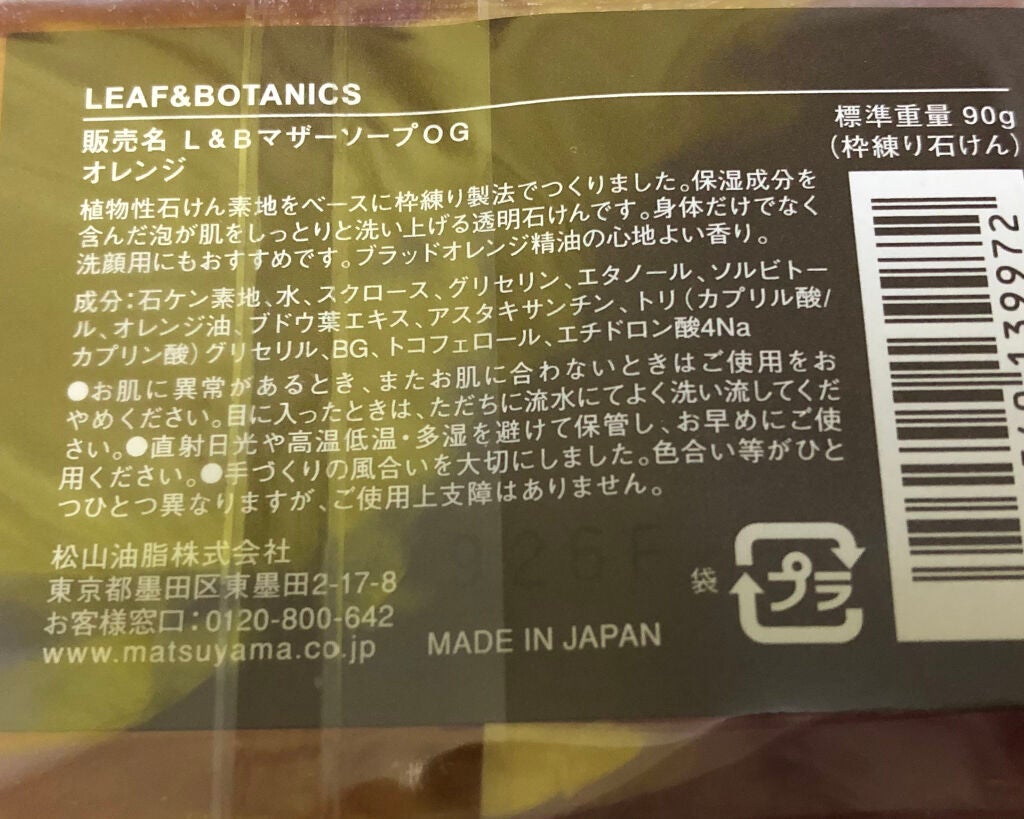 LEAF&BOTANICS
販売名 L&BマザーソープOG
オレンジ
標準重量 90g
(枠練り石けん)
植物性石けん素地をベースに枠練り製法でつくりました。保湿成分を
含んだ泡が肌をしっとりと洗い上げる透明石けんです。身体だけでなく
洗顔用にもおすすめです。ブラッドオレンジ精油の心地よい香り。
成分:石ケン素地、水、スクロース、グリセリン、エタノール、ソルビトー
ル、オレンジ油、ブドウ葉エキス、アスタキサンチン、トリ(カプリル酸/
カプリン酸)グリセリル、BG、トコフェロール、エチドロン酸4Na
●お肌に異常があるとき、またお肌に合わないときはご使用をお
やめください。目に入ったときは、ただちに流水にてよく洗い流してくだ
さい。●直射日光や高温低温・多湿を避けて保管し、お早めにご使
用ください。●手づくりの風合いを大切にしました。色合い等がひと
つひとつ異なりますが、ご使用上支障はありません。
松山油脂株式会社
東京都墨田区東墨田2-17-8
お客様窓口:0120-800-642
www.matsuyama.co.jp
MADE IN JAPAN
袋
プラ